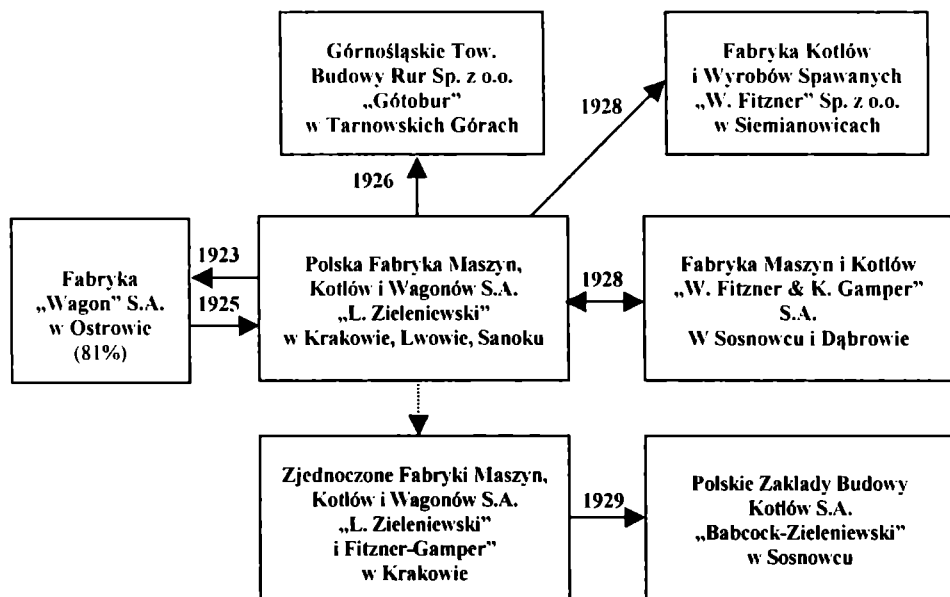 Górnośląskie Tow.
Budowy Rur Sp. z o.o.
„Gótobur”
w Tarnowskich Górach
Fabryka Kotłów
i Wyrobów Spawanych
„W. Fitzner” Sp. z o.o.
w Siemianowicach
1928
1926
Fabryka
„Wagon” S.A.
w Ostrowie
(81%)
1923
1925
Polska Fabryka Maszyn,
Kotłów i Wagonów S.A.
„L. Zieleniewski”
w Krakowie, Lwowie, Sanoku
1928
Fabryka Maszyn i Kotłów
„W. Fitzner & K. Gamper”
S.A.
W Sosnowcu i Dąbrowie
Zjednoczone Fabryki Maszyn,
Kotłów i Wagonów S.A.
„L. Zieleniewski”
i Fitzner-Gamper”
w Krakowie
1929
Polskie Zakłady Budowy
Kotłów S.A.
„Babcock-Zieleniewski”
w Sosnowcu